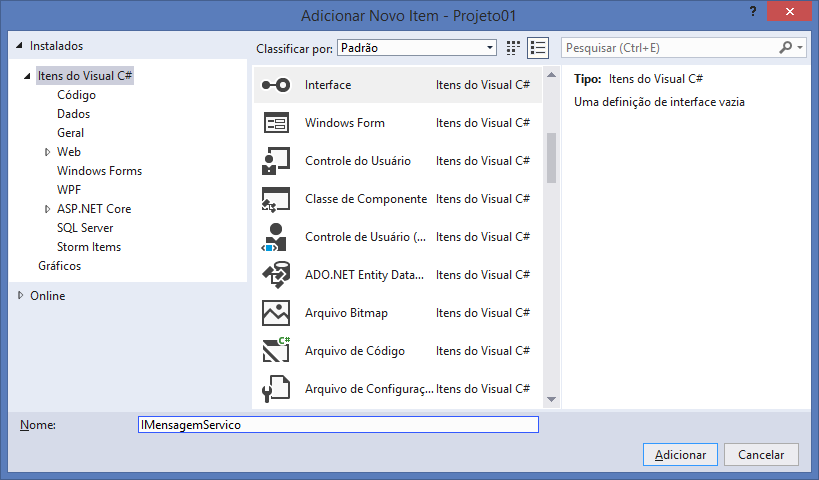 Adicionar Novo Item - Projeto01
?
Instalados
Classificar por: Padrão
Pesquisar (Ctrl+E)
Itens do Visual C#
Código
Dados
Geral
Web
Windows Forms
WPF
ASP.NET Core
SQL Server
Storm Items
Gráficos
Online
Interface Itens do Visual C#
Windows Form Itens do Visual C#
Controle do Usuário Itens do Visual C#
Classe de Componente Itens do Visual C#
Controle de Usuário (... Itens do Visual C#
ADO.NET Entity Data... Itens do Visual C#
Arquivo Bitmap Itens do Visual C#
C#
Arquivo de Código Itens do Visual C#
Arquivo de Configuraç... Itens do Visual C#
Tipo: Itens do Visual C#
Uma definição de interface vazia
Nome: IMensagemServico
Adicionar Cancelar